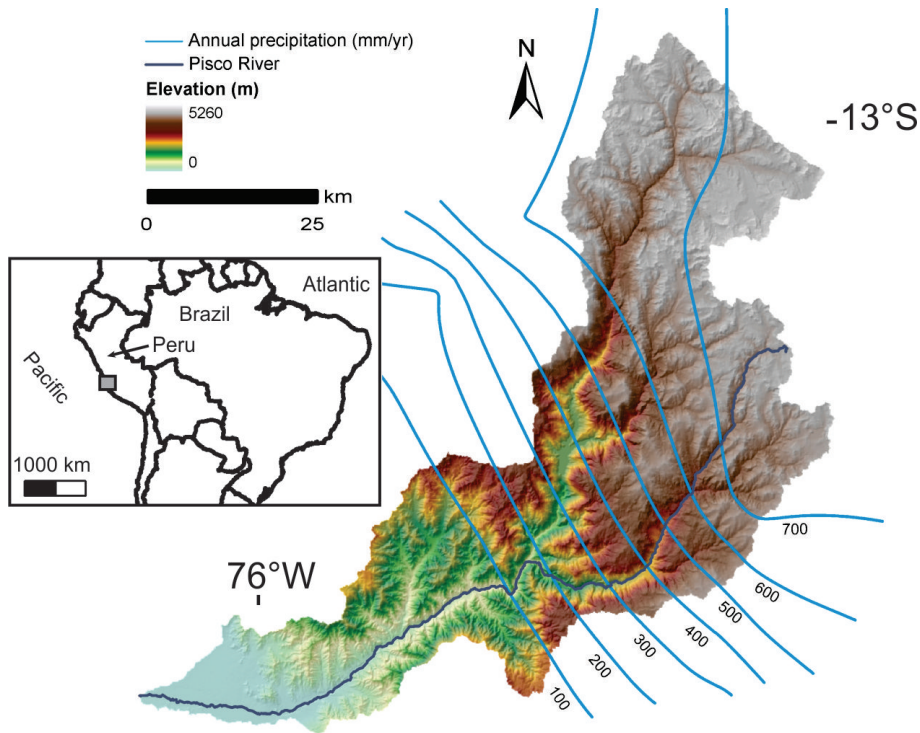 Annual precipitation (mm/yr)
Pisco River
Elevation (m)
5260
0
km
0 25
N
-13°S
Atlantic
Brazil
Peru
Pacific
1000 km
76°W
700
600
500
400
300
200
100